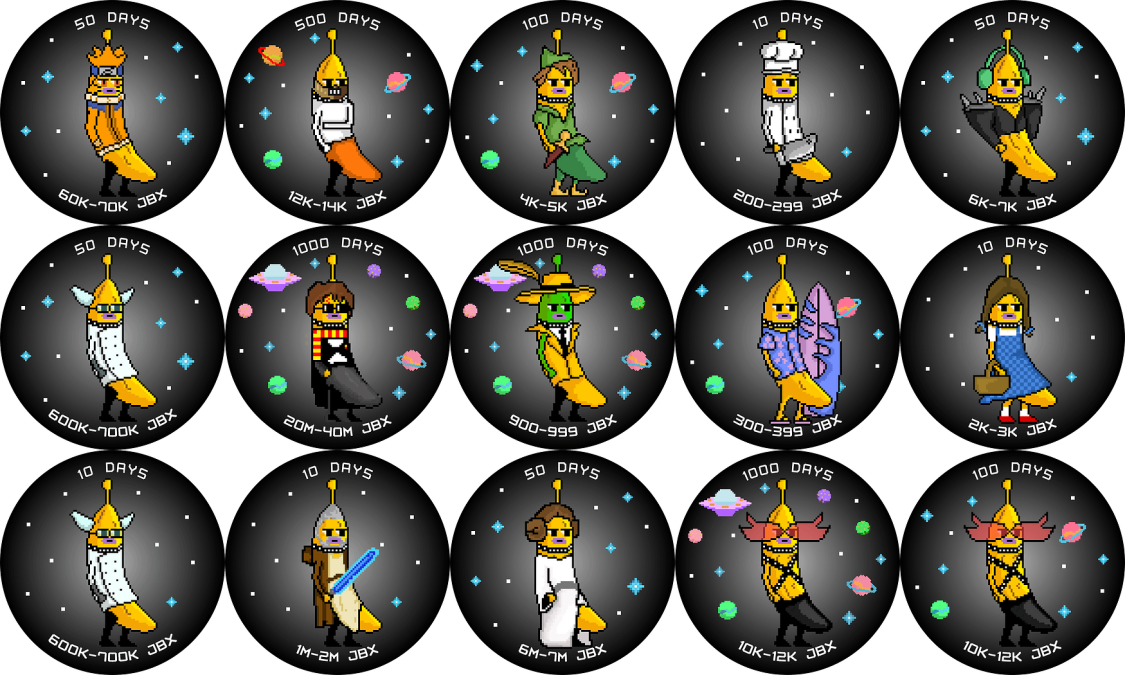 50 DAYS
60K-70K JBX
500 DAYS
12K-14K JBX
100 DAYS
4K-5K JBX
10 DAYS
200-299 JBX
50 DAYS
6K-7K JBX
50 DAYS
600K-700K JBX
1000 DAYS
20M-40M JBX
1000 DAYS
900-999 JBX
100 DAYS
300-399 JBX
10 DAYS
2K-3K JBX
10 DAYS
600K-700K JBX
10 DAYS
1M-2M JBX
50 DAYS
6M-7M JBX
1000 DAYS
10K-12K JBX
100 DAYS
10K-12K JBX